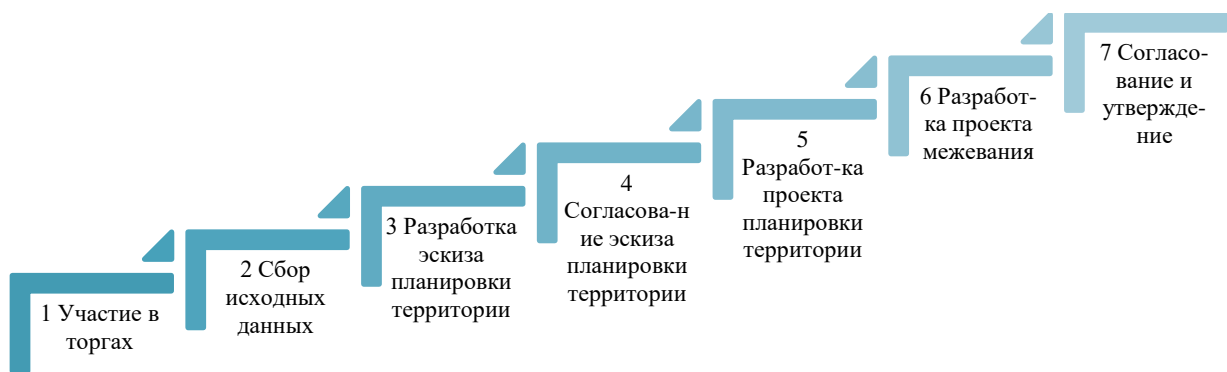 1 Участие в
торгах
2 Сбор
исходных
данных
3 Разработка
эскиза
планировки
территории
4
Согласова-н
ие эскиза
планировки
территории
5
Разработ-ка
проекта
планировки
территории
6 Разработ-
ка проекта
межевания
7 Согласо-
вание и
утвержде-
ние